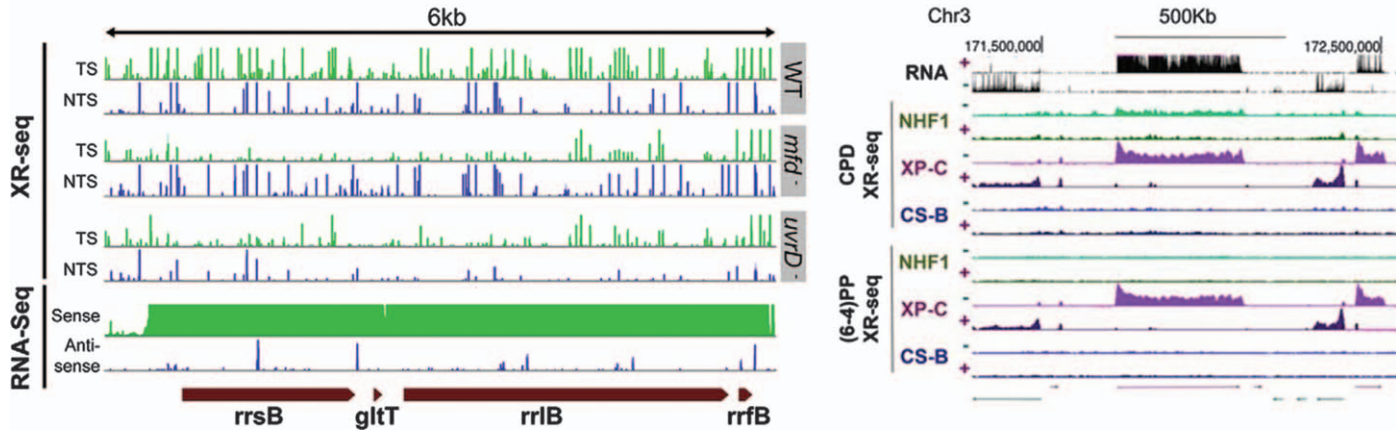 6kb
XR-seq
TS
NTS
WT
TS
NTS
mfd -
TS
NTS
uvrD -
RNA-Seq
Sense
Anti-
sense
rrsB
gltT
rrlB
rrfB
Chr3
500Kb
171,500,000
172,500,000
RNA
+
-
CPD
XR-seq
NHF1
-
+
XP-C
-
+
CS-B
-
+
(6-4)PP
XR-seq
NHF1
-
+
XP-C
-
+
CS-B
-
+